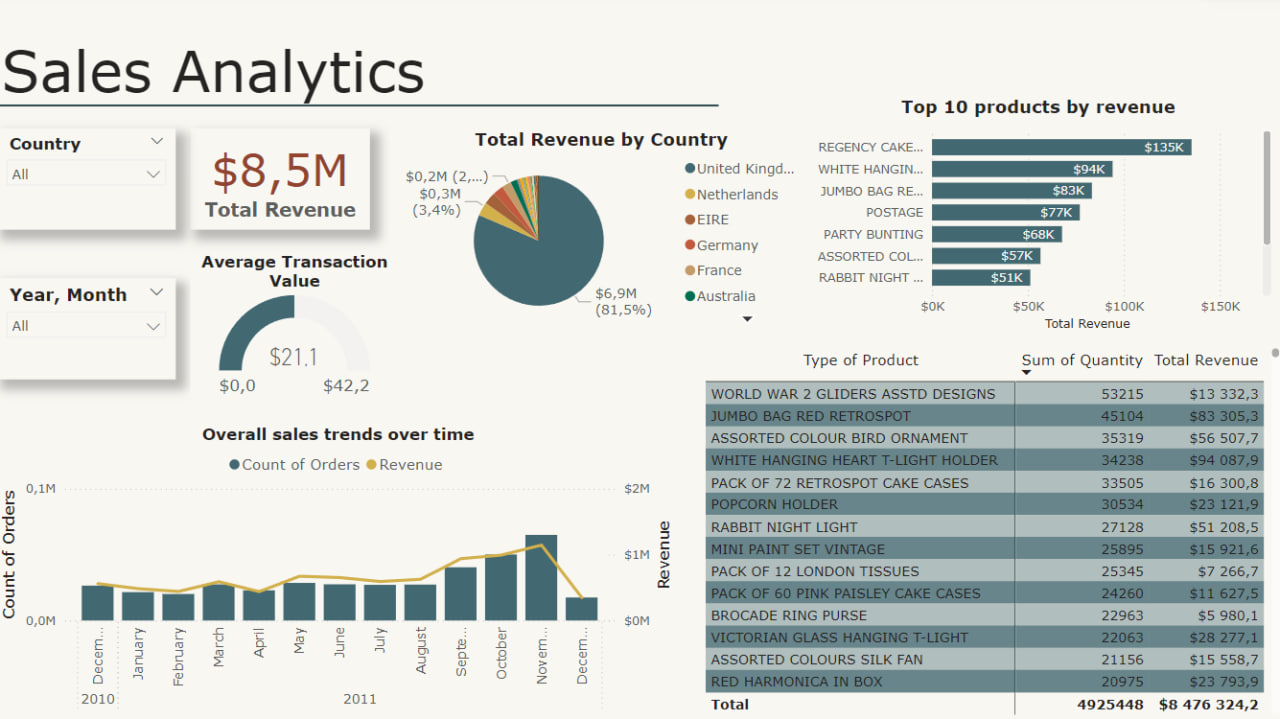 Sales Analytics
Country
All
$8,5M
Total Revenue
Year, Month
All
Average Transaction
Value
$21,1
$0,0
$42,2
Total Revenue by Country
$0,2M (2,...)
$0,3M
(3,4%)
$6,9M
(81,5%)
United Kingd...
Netherlands
EIRE
Germany
France
Australia
Top 10 products by revenue
REGENCY CAKE... $135K
WHITE HANGIN... $94K
JUMBO BAG RE... $83K
POSTAGE $77K
PARTY BUNTING $68K
ASSORTED COL... $57K
RABBIT NIGHT ... $51K
$0K $50K $100K $150K
Total Revenue
Overall sales trends over time
Count of Orders Revenue
Count of Orders
0,1M
0,0M
$2M
$1M
$0M
Revenue
Decem...
January
February
March
April
May
June
July
August
Septe...
October
Novem...
Decem...
2010 2011
Type of Product Sum of Quantity Total Revenue
WORLD WAR 2 GLIDERS ASSTD DESIGNS 53215 $13 332,3
JUMBO BAG RED RETROSPOT 45104 $83 305,3
ASSORTED COLOUR BIRD ORNAMENT 35319 $56 507,7
WHITE HANGING HEART T-LIGHT HOLDER 34238 $94 087,9
PACK OF 72 RETROSPOT CAKE CASES 33505 $16 300,8
POPCORN HOLDER 30534 $23 121,9
RABBIT NIGHT LIGHT 27128 $51 208,5
MINI PAINT SET VINTAGE 25895 $15 921,6
PACK OF 12 LONDON TISSUES 25345 $7 266,7
PACK OF 60 PINK PAISLEY CAKE CASES 24260 $11 627,5
BROCADE RING PURSE 22963 $5 980,1
VICTORIAN GLASS HANGING T-LIGHT 22063 $28 277,1
ASSORTED COLOURS SILK FAN 21156 $15 558,7
RED HARMONICA IN BOX 20975 $23 793,9
Total 4925448 $8 476 324,2